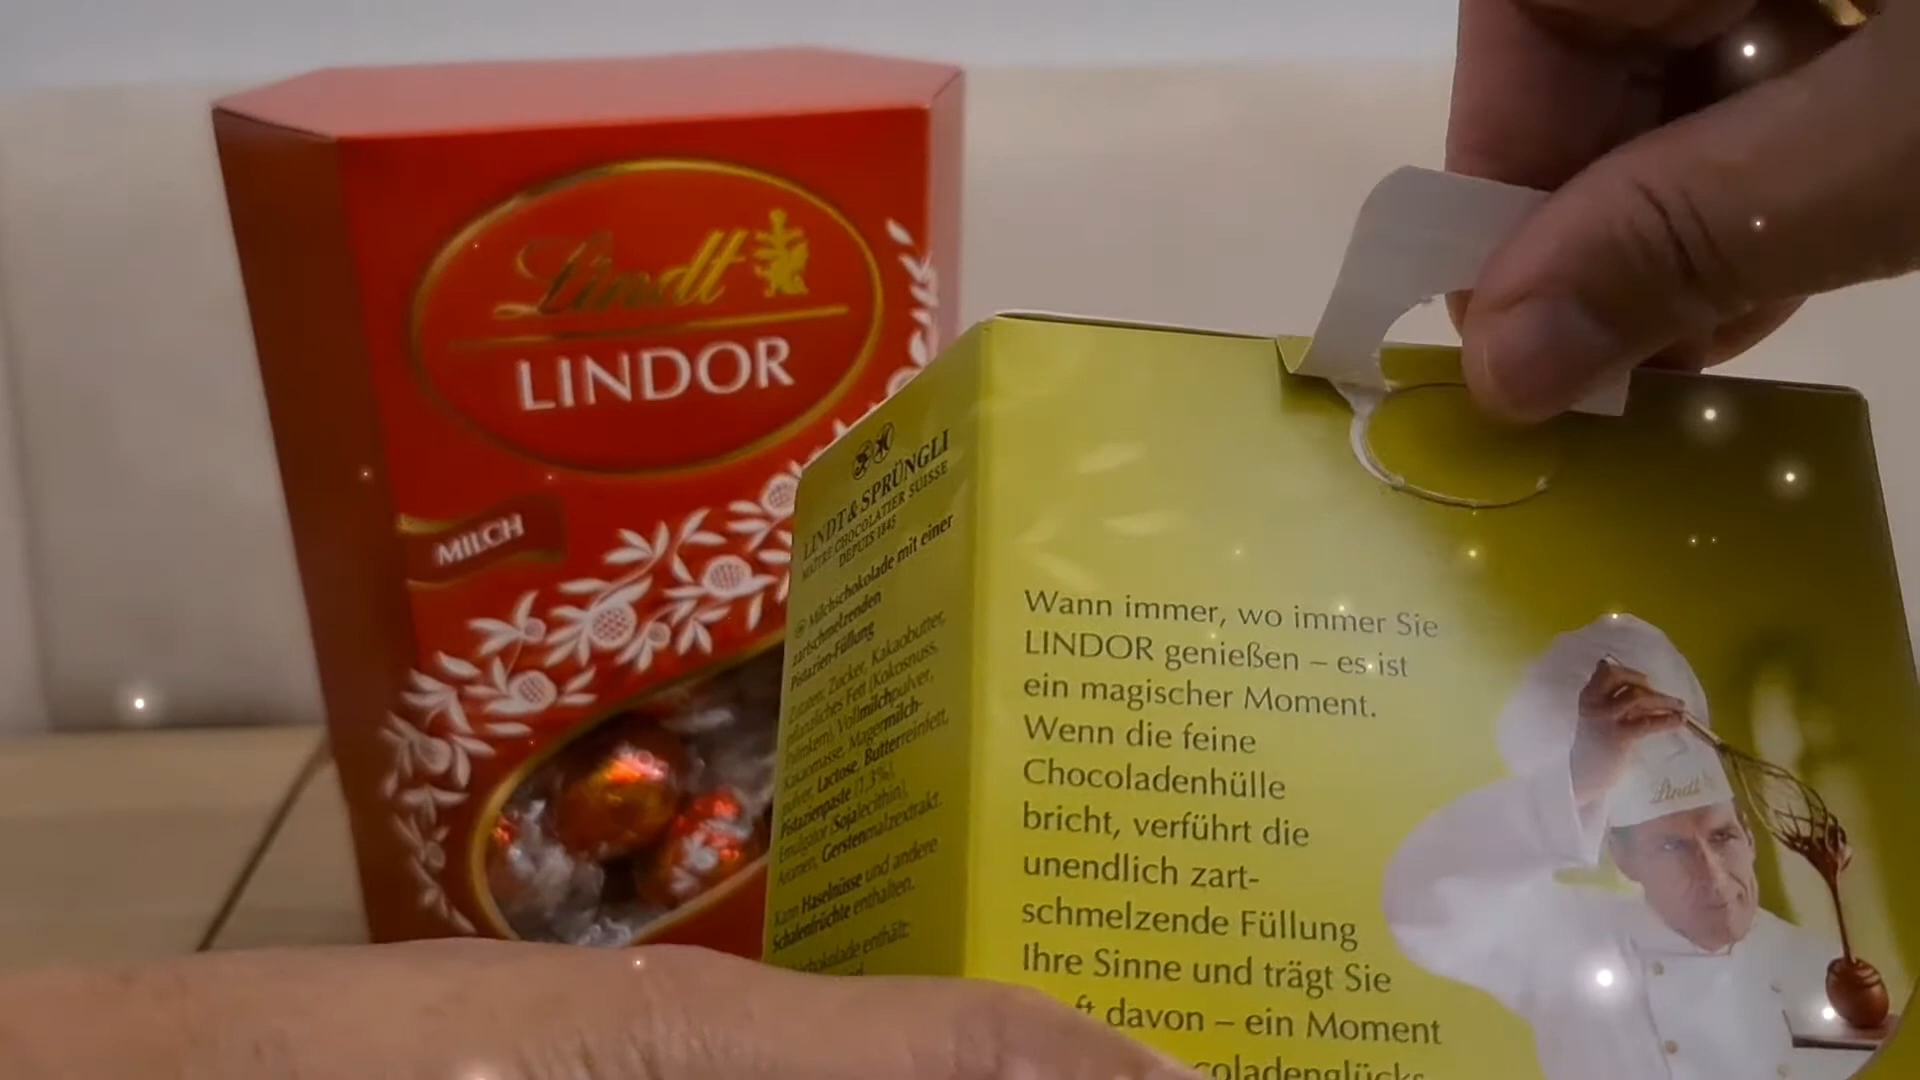 Lindt
LINDOR
MILCH
LINDT & SPRÜNGLI
MAÎTRE CHOCOLATIER SUISSE
DEPUIS 1845
Milchschokolade mit einer
zartschmelzenden
Pistazien-Füllung
Zutaten: Zucker, Kakaobutter,
pflanzliches Fett (Kokosnuss,
Palmkern), Vollmilchpulver,
Kakaomasse, Magermilch-
pulver, Lactose, Butterreinfett,
Pistazienpaste (1,3%),
Emulgator (Sojalecithin),
Aromen, Gerstenmalzextrakt.
Kann Haselnüsse und andere
Schalenfrüchte enthalten.
enthält:
Wann immer, wo immer Sie
LINDOR genießen – es ist
ein magischer Moment.
Wenn die feine
Chocoladenhülle
bricht, verführt die
unendlich zart-
schmelzende Füllung
Ihre Sinne und trägt Sie
davon – ein Moment
Lindt